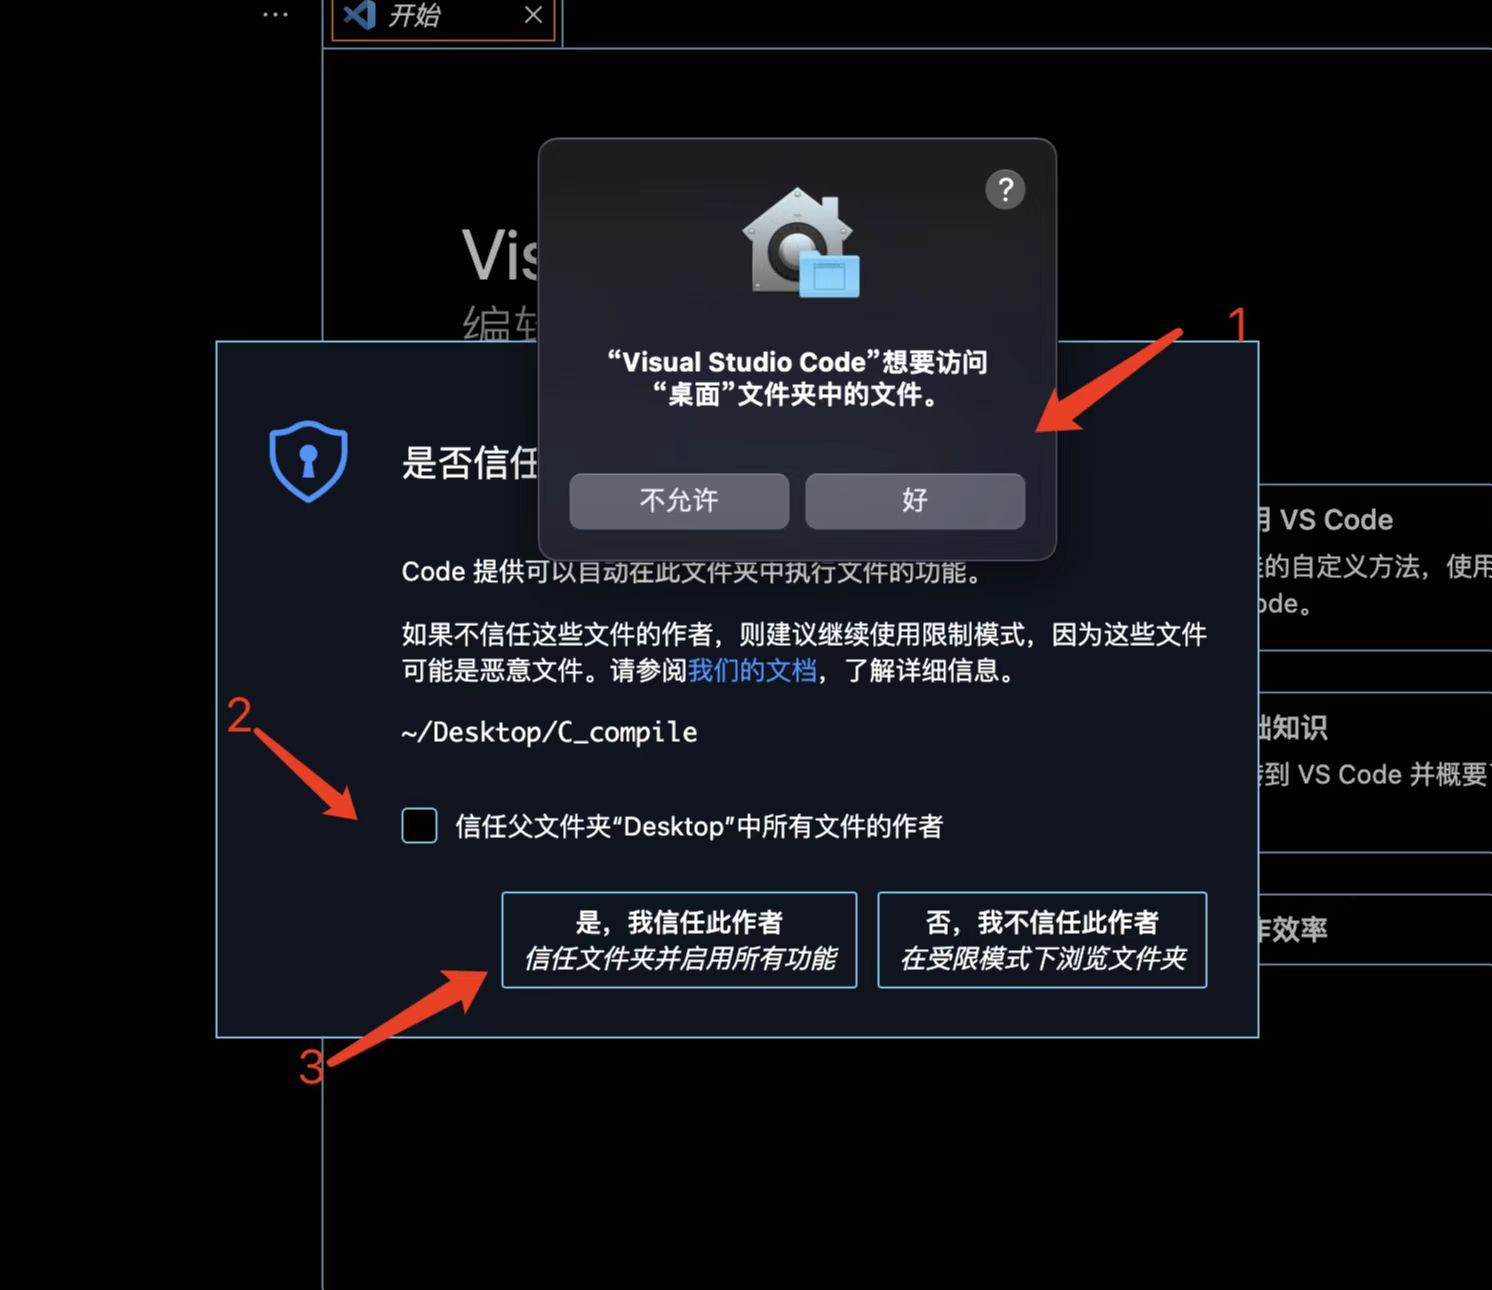 开始
?
Vis
编辑
“Visual Studio Code”想要访问
“桌面”文件夹中的文件。
不允许
好
1
是否信任
Code 提供可以自动在此文件夹中执行文件的功能。
如果不信任这些文件的作者，则建议继续使用限制模式，因为这些文件
可能是恶意文件。请参阅我们的文档，了解详细信息。
~/Desktop/C_compile
2
信任父文件夹“Desktop”中所有文件的作者
是，我信任此作者
信任文件夹并启用所有功能
否，我不信任此作者
在受限模式下浏览文件夹
3
用 VS Code
的自定义方法，使用
ode。
础知识
到 VS Code 并概要
作效率